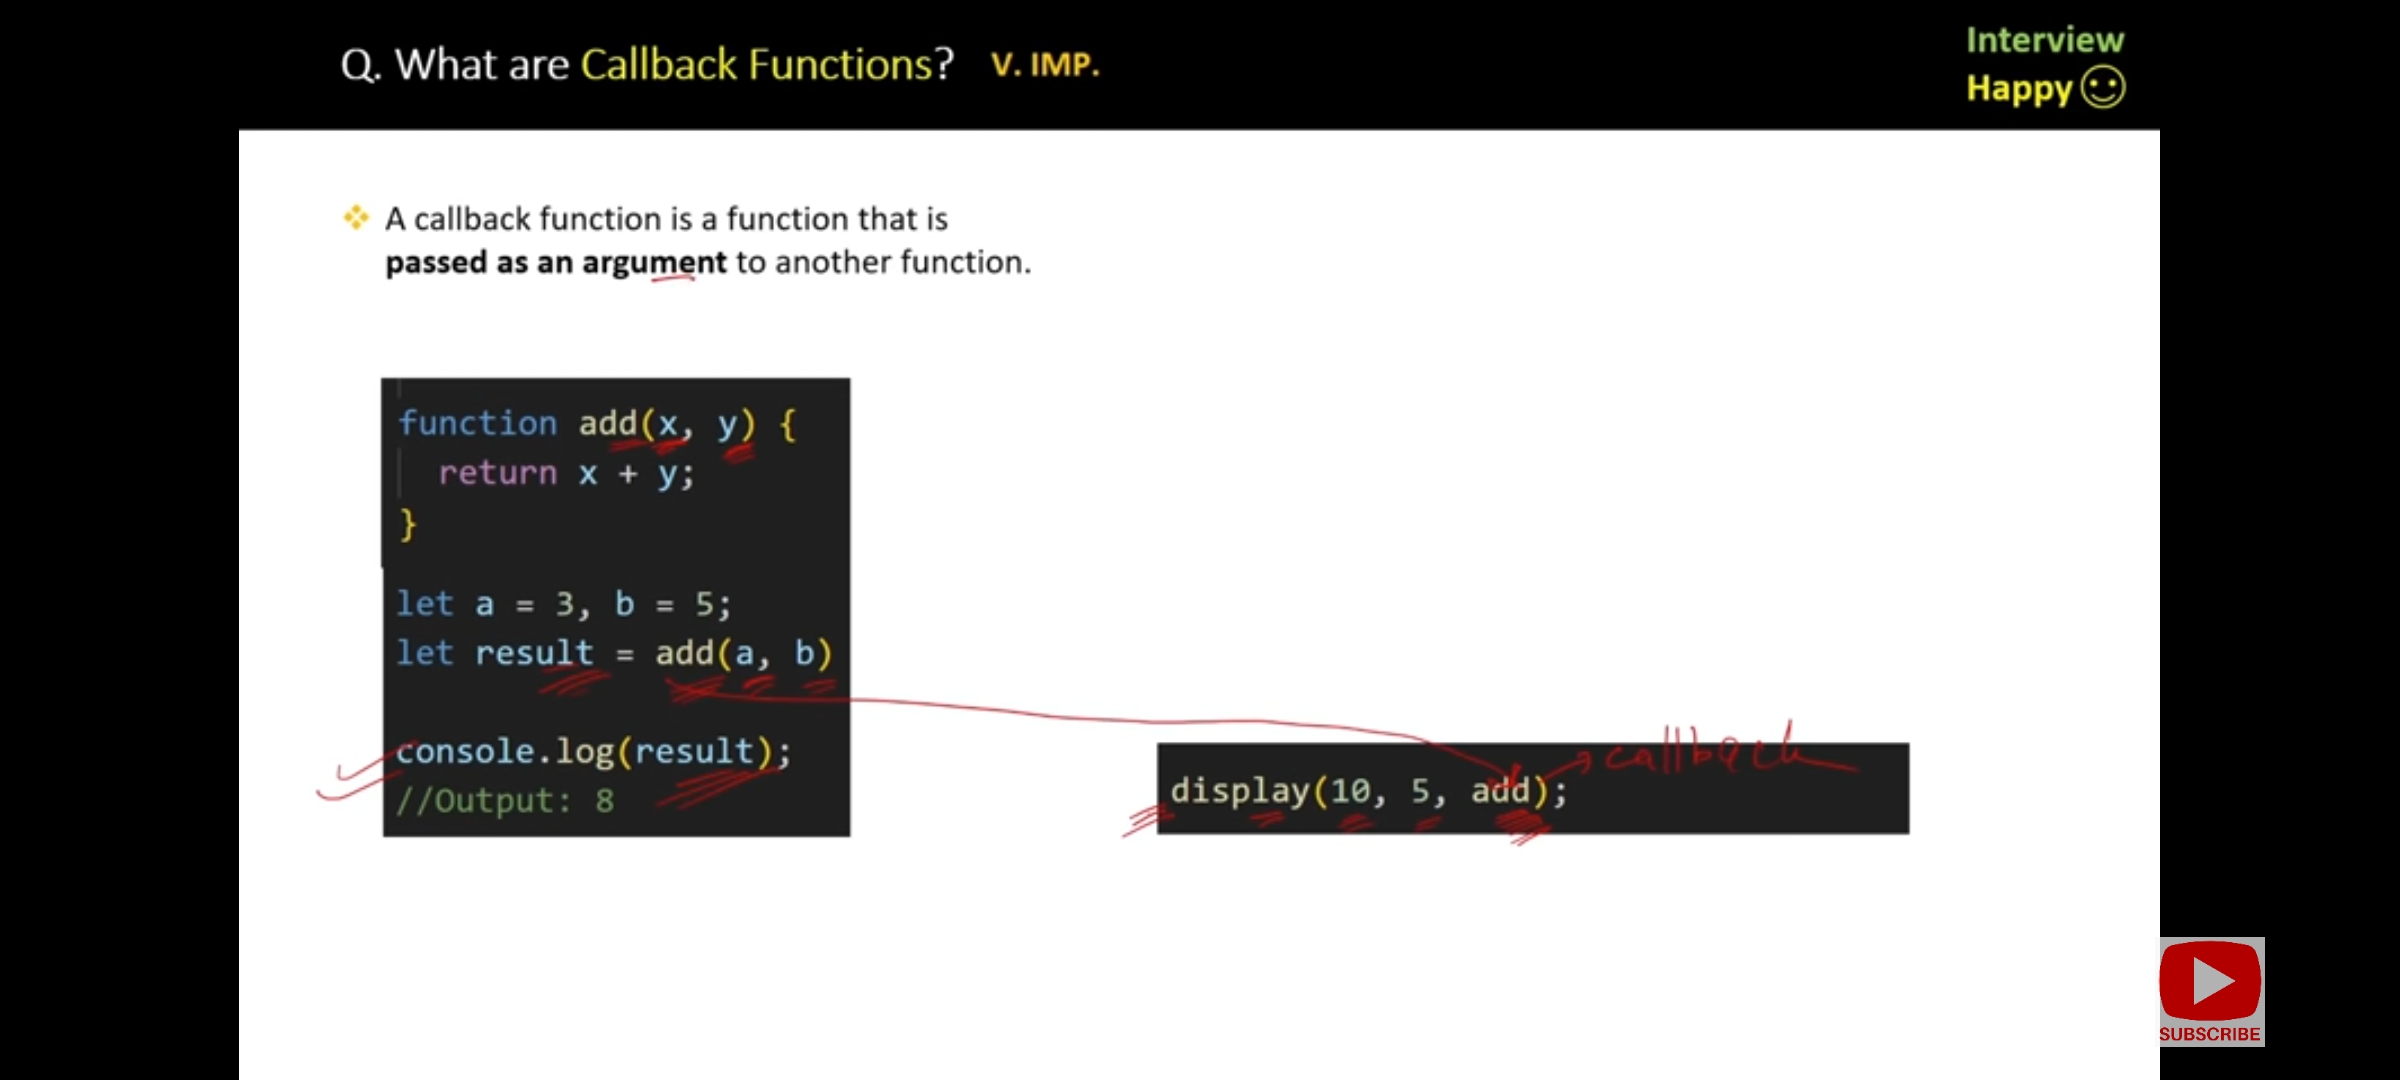 Q. What are Callback Functions? V. IMP.
Interview
Happy
A callback function is a function that is
passed as an argument to another function.
function add(x, y) {
return x + y;
}
let a = 3, b = 5;
let result = add(a, b)
console.log(result);
//Output: 8
callback
display(10, 5, add);
SUBSCRIBE